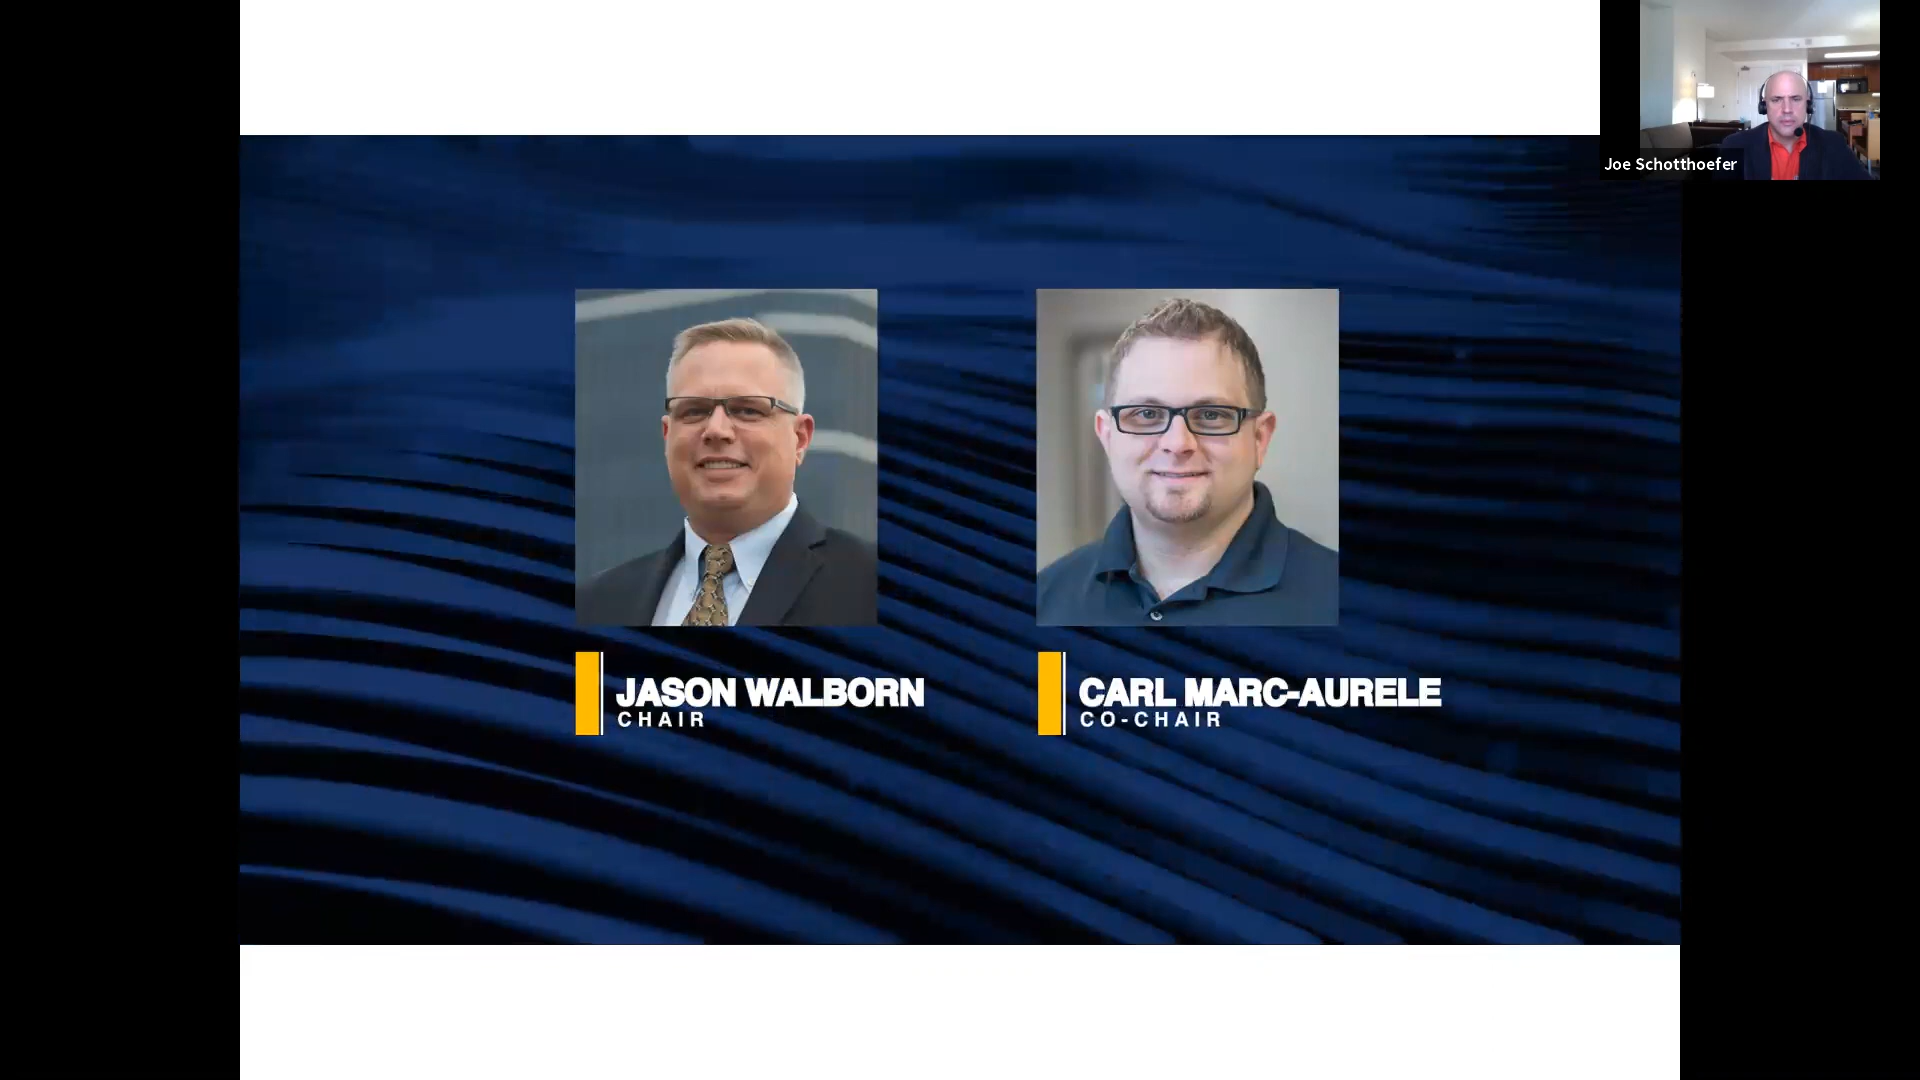 Joe Schotthoefer
JASON WALBORN
CHAIR
CARL MARC-AURELE
CO-CHAIR